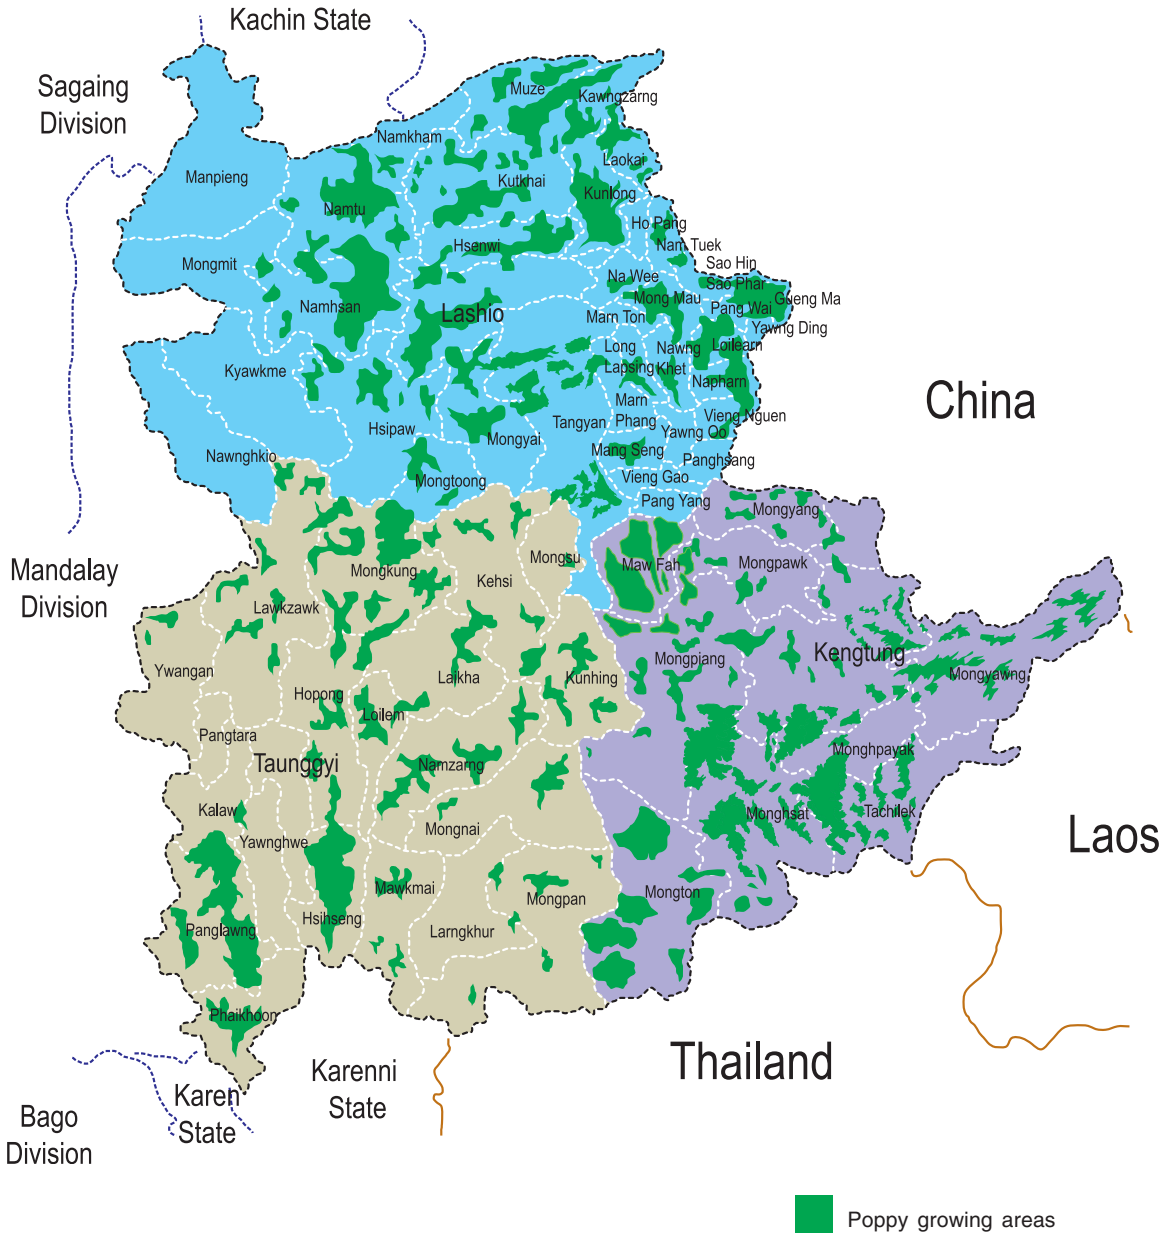 Kachin State
Sagaing
Division
Muze
Kawngzarng
Namkham
Laokai
Manpieng
Kutkhai
Kunlong
Namtu
Ho Pang
Hsenwi
Nam Tuek
Sao Hin
Mongmit
Na Wee
Sao Phar
Mong Mau
Gueng Ma
Namhsan
Lashio
Pang Wai
Marn Ton
Yawng Ding
Long
Nawng
Loilearn
Kyawkme
Lapsing
Khet
Napharn
China
Marn
Hsipaw
Tangyan
Phang
Vieng Nguen
Yawng Oo
Mongyai
Mang Seng
Nawnghkio
Panghsang
Mongtoong
Vieng Gao
Pang Yang
Mongyang
Mandalay
Division
Mongsu
Maw Fah
Mongpawk
Mongkung
Kehsi
Lawkzawk
Kengtung
Mongpiang
Ywangan
Laikha
Kunhing
Mongyawng
Hopong
Loilem
Pangtara
Monghpayak
Taunggyi
Namzarng
Kalaw
Mongnai
Monghsat
Tachilek
Yawnghwe
Laos
Mawkmai
Mongpan
Mongton
Hsihseng
Panglawng
Larngkhur
Phaikhoon
Thailand
Karenni
State
Karen
State
Bago
Division
Poppy growing areas